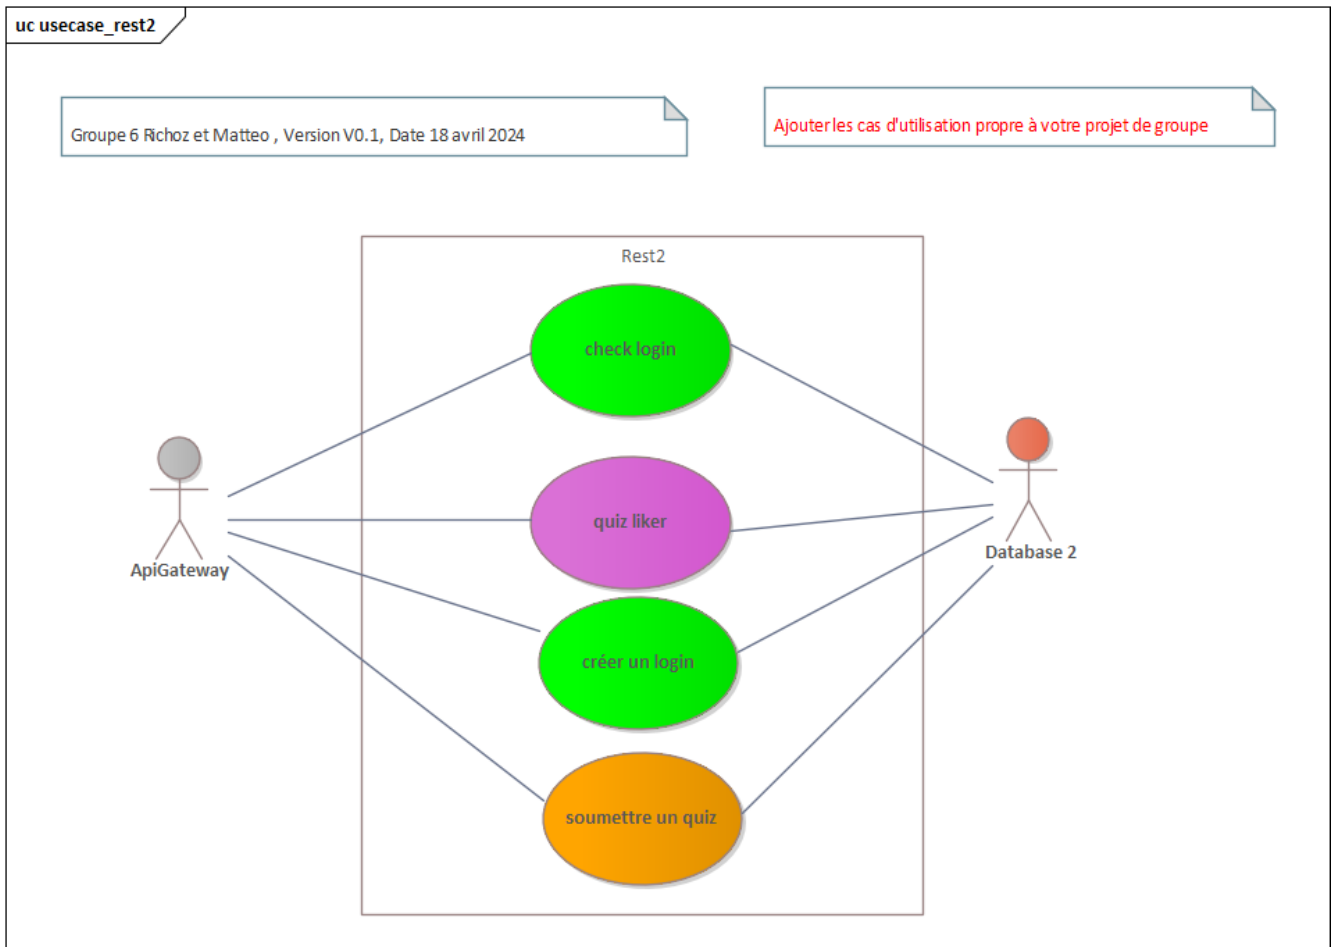 uc usecase_rest2
Groupe 6 Richoz et Matteo , Version V0.1, Date 18 avril 2024
Ajouter les cas d'utilisation propre à votre projet de groupe
Rest2
check login
quiz liker
ApiGateway
Database 2
créer un login
soumettre un quiz